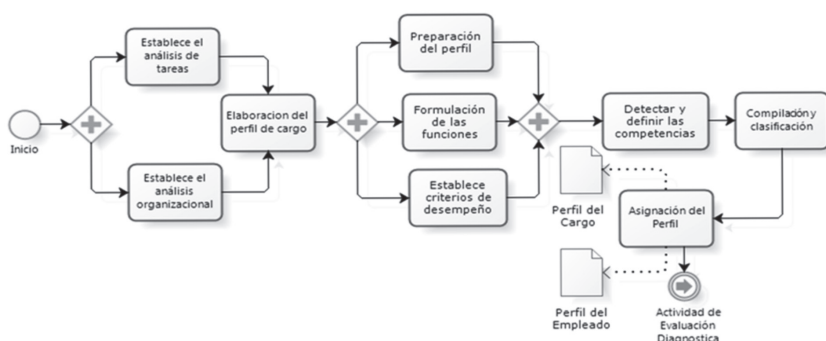 Establece el
análisis de
tareas
Preparación
del perfil
Inicio
Elaboracion del
perfil de cargo
Formulación
de las
funciones
Detectar y
definir las
competencias
Compilación y
clasificación
Establece el
análisis
organizacional
Establece
criterios de
desempeño
Perfil del
Cargo
Asignación del
Perfil
Perfil del
Empleado
Actividad de
Evaluación
Diagnostica